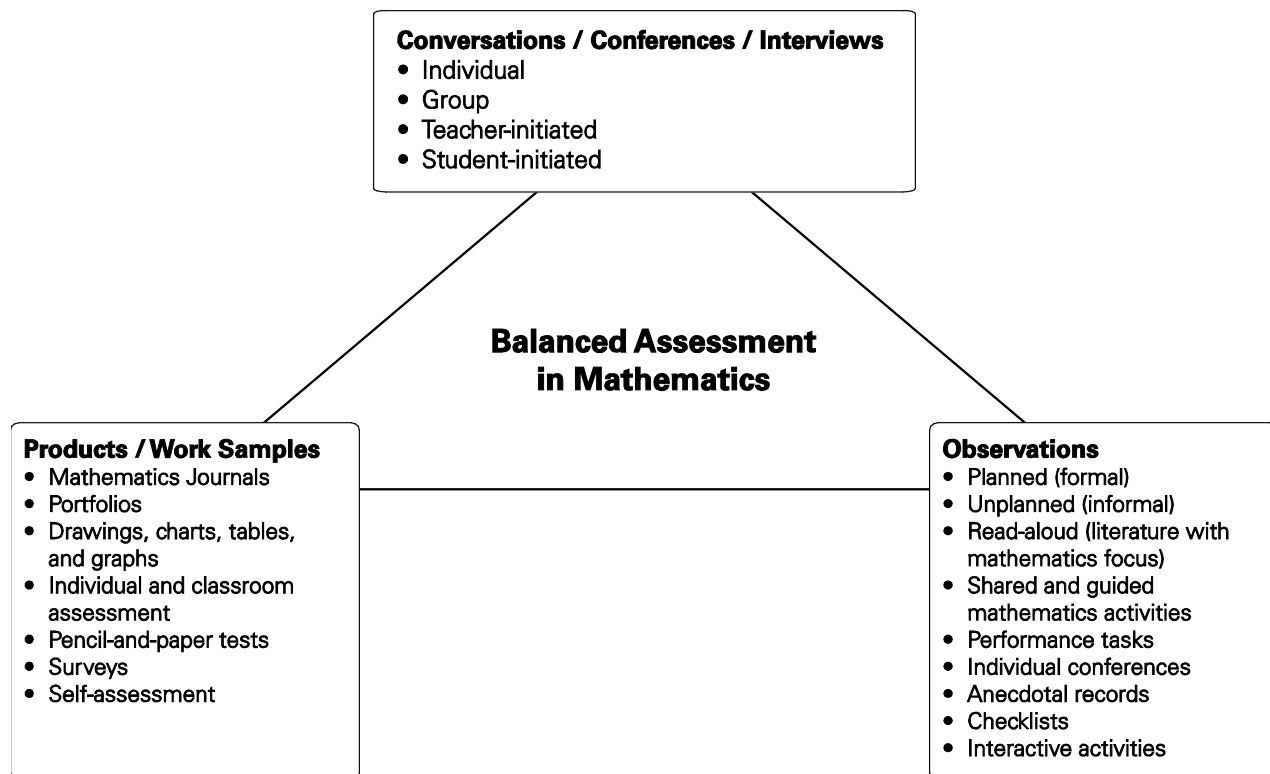 Conversations / Conferences / Interviews
• Individual
• Group
• Teacher-initiated
• Student-initiated
Balanced Assessment
in Mathematics
Products / Work Samples
• Mathematics Journals
• Portfolios
• Drawings, charts, tables,
and graphs
• Individual and classroom
assessment
• Pencil-and-paper tests
• Surveys
• Self-assessment
Observations
• Planned (formal)
• Unplanned (informal)
• Read-aloud (literature with
mathematics focus)
• Shared and guided
mathematics activities
• Performance tasks
• Individual conferences
• Anecdotal records
• Checklists
• Interactive activities